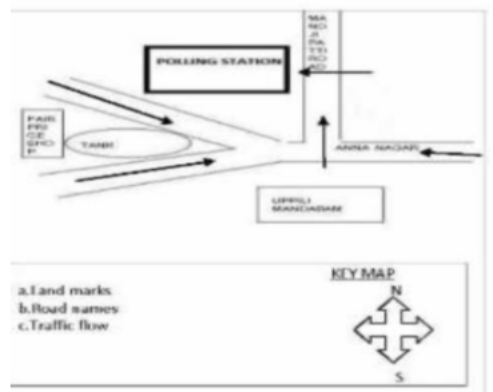 MA
NO
JI
PA
TTI
RO
AD
POLLING STATION
FAIR
PRI
CE
SHO
P
TANK
ANNA NAGAR
UPPILI
MANDABAM
KEY MAP
a.Land marks
b.Road names
c.Traffic flow
N
S